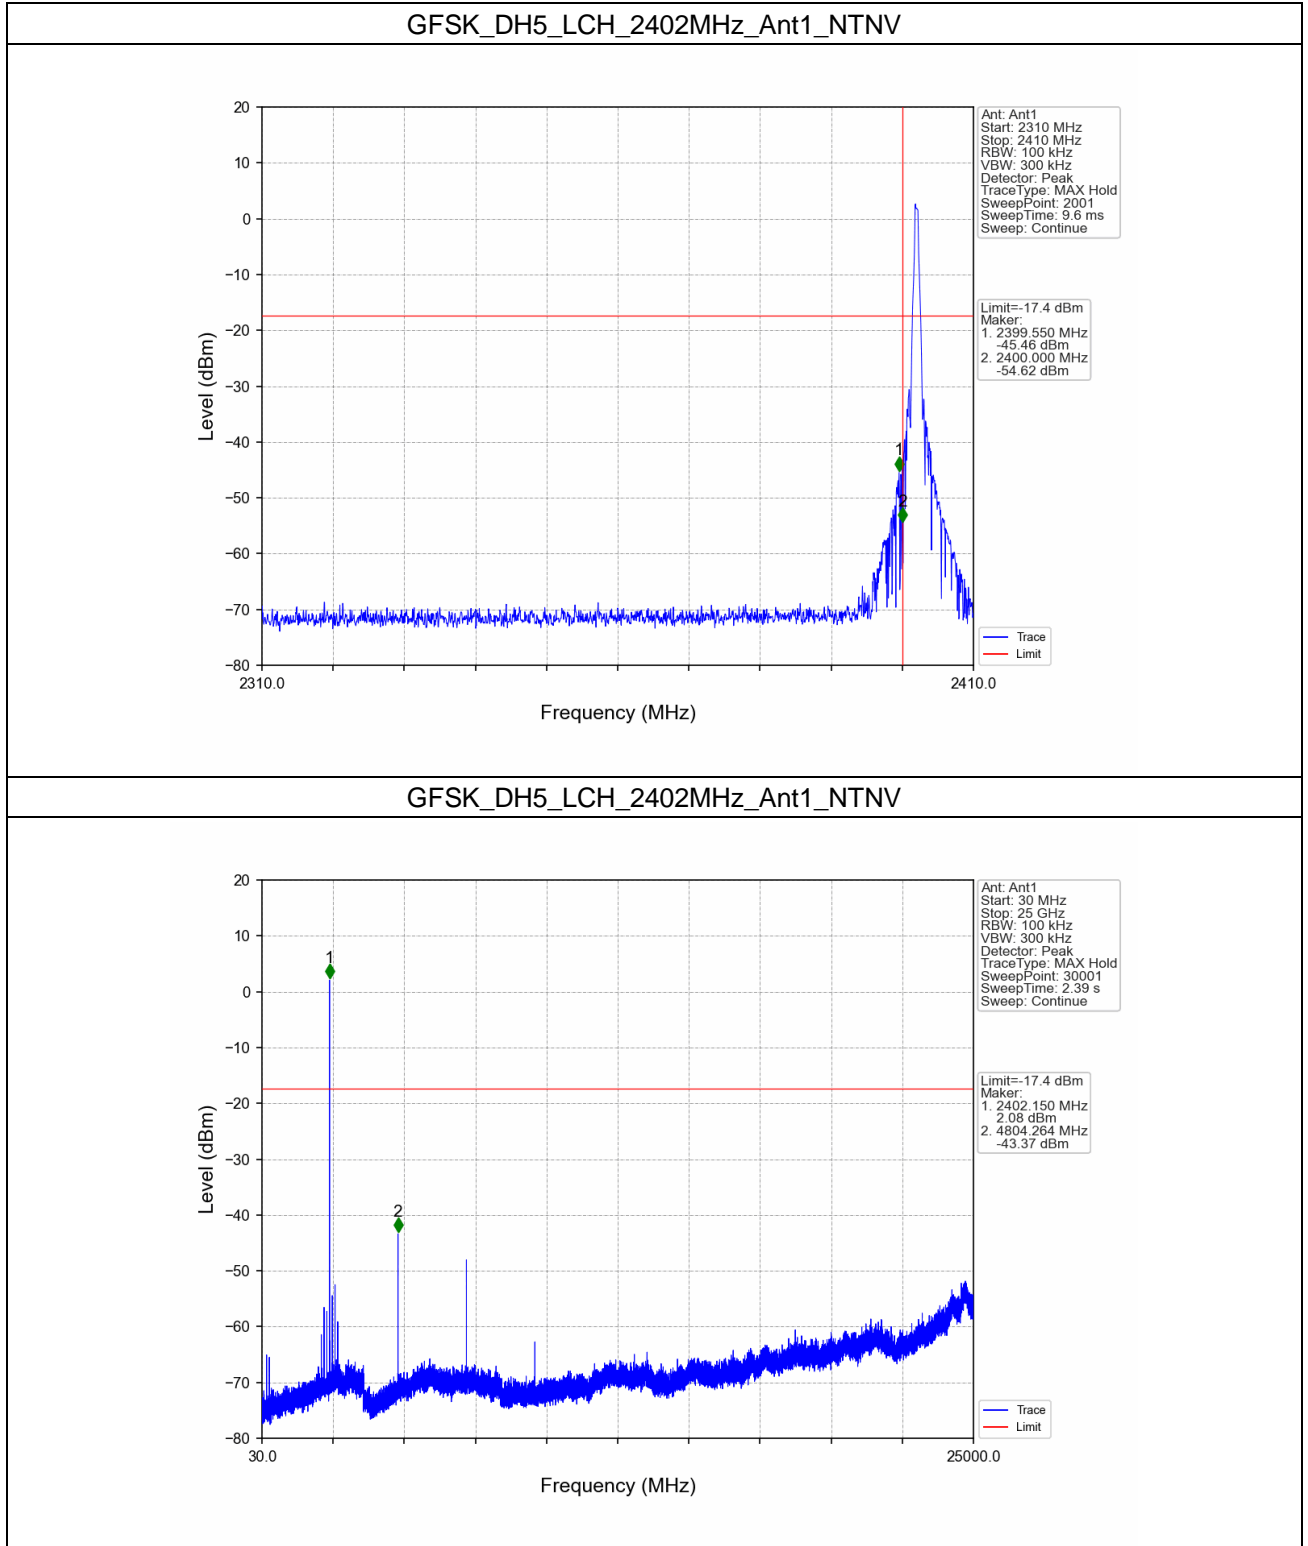 GFSK_DH5_LCH_2402MHz_Ant1_NTNV
20
10
0
−10
−20
−30
−40
−50
−60
−70
−80
Level (dBm)
2310.0
2410.0
Frequency (MHz)
1
2
Ant: Ant1
Start: 2310 MHz
Stop: 2410 MHz
RBW: 100 kHz
VBW: 300 kHz
Detector: Peak
TraceType: MAX Hold
SweepPoint: 2001
SweepTime: 9.6 ms
Sweep: Continue
Limit=-17.4 dBm
Maker:
1. 2399.550 MHz
-45.46 dBm
2. 2400.000 MHz
-54.62 dBm
Trace
Limit
GFSK_DH5_LCH_2402MHz_Ant1_NTNV
20
10
0
−10
−20
−30
−40
−50
−60
−70
−80
Level (dBm)
30.0
25000.0
Frequency (MHz)
1
2
Ant: Ant1
Start: 30 MHz
Stop: 25 GHz
RBW: 100 kHz
VBW: 300 kHz
Detector: Peak
TraceType: MAX Hold
SweepPoint: 30001
SweepTime: 2.39 s
Sweep: Continue
Limit=-17.4 dBm
Maker:
1. 2402.150 MHz
2.08 dBm
2. 4804.264 MHz
-43.37 dBm
Trace
Limit